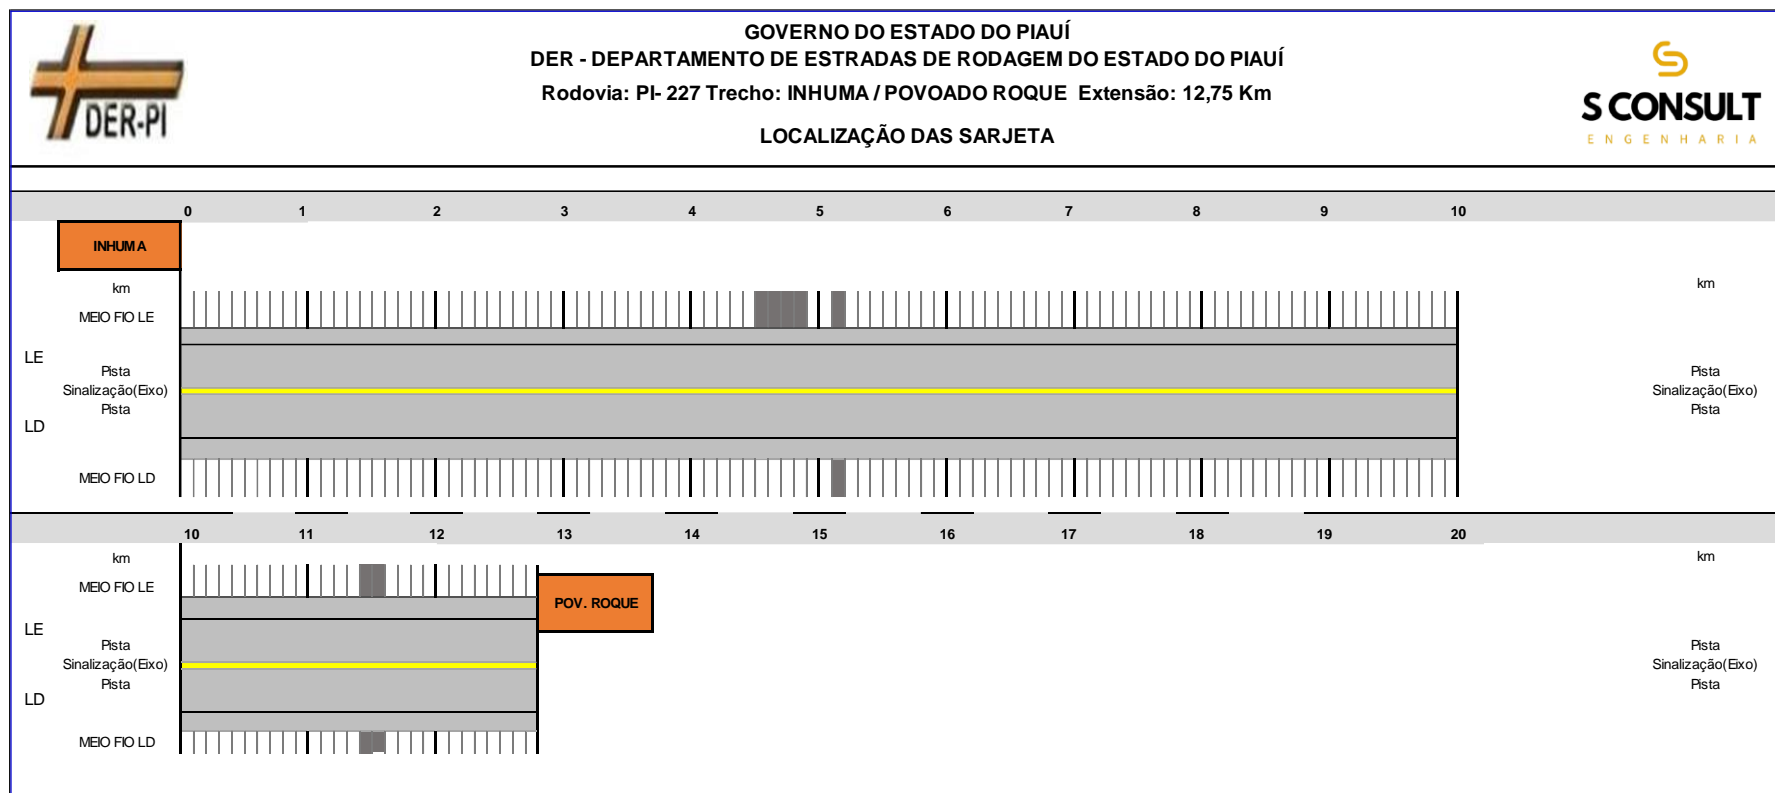 GOVERNO DO ESTADO DO PIAUÍ
DER - DEPARTAMENTO DE ESTRADAS DE RODAGEM DO ESTADO DO PIAUÍ
Rodovia: PI- 227 Trecho: INHUMA / POVOADO ROQUE Extensão: 12,75 Km
LOCALIZAÇÃO DAS SARJETA
DER-PI
S CONSULT
ENGENHARIA
0 1 2 3 4 5 6 7 8 9 10
INHUMA
km km
MEIO FIO LE
LE
Pista Pista
Sinalização(Eixo) Sinalização(Eixo)
Pista Pista
LD
MEIO FIO LD
10 11 12 13 14 15 16 17 18 19 20
km km
MEIO FIO LE
POV. ROQUE
LE
Pista Pista
Sinalização(Eixo) Sinalização(Eixo)
Pista Pista
LD
MEIO FIO LD